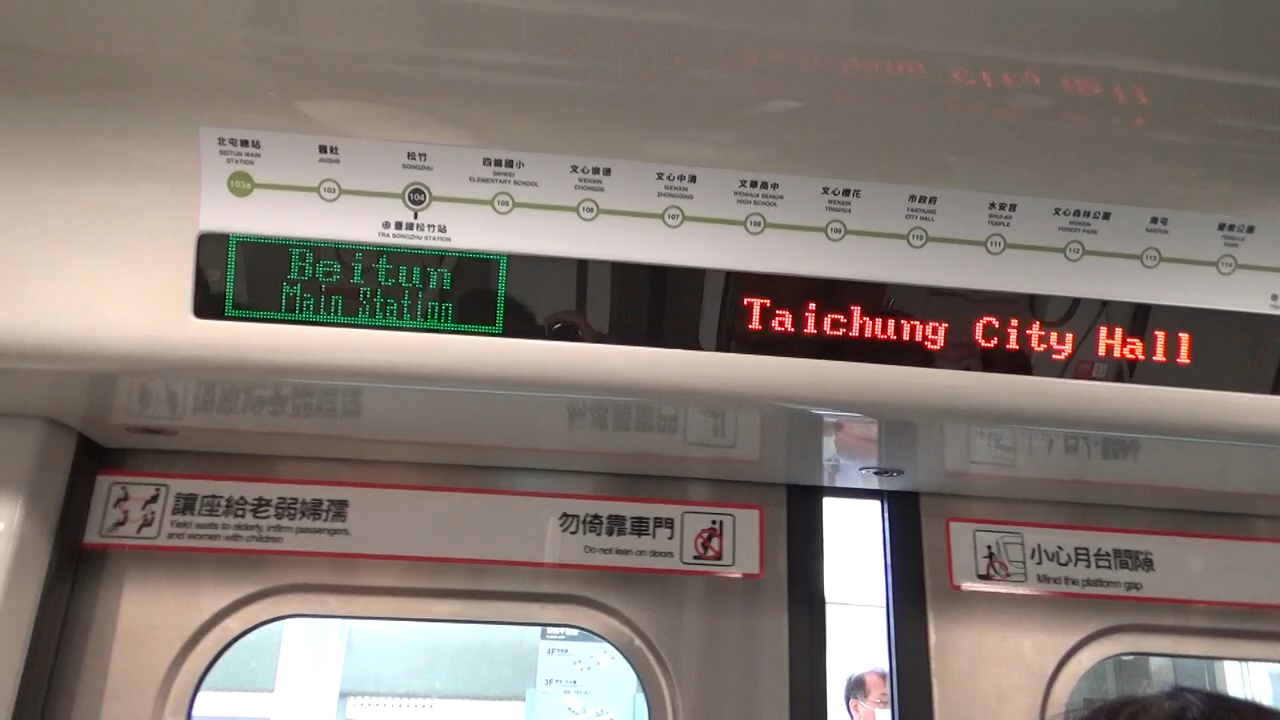 北屯總站
BEITUN MAIN
STATION
103a
舊社
JIUSHE
103
松竹
SONGZHU
104
臺鐵松竹站
TRA SONGZHU STATION
四維國小
SIHWEI
ELEMENTARY SCHOOL
105
文心崇德
WENXIN
CHONGDE
106
文心中清
WENXIN
ZHONGQING
107
文華高中
WENHUA SENIOR
HIGH SCHOOL
108
文心櫻花
WENXIN
YINGHUA
109
市政府
TAICHUNG
CITY HALL
110
水安宮
SHUI-AN
TEMPLE
111
文心森林公園
WENXIN
FOREST PARK
112
南屯
NANTUN
113
豐樂公園
FENGLE
PARK
114
Beitun
Main Station
Taichung City Hall
讓座給老弱婦孺
Yield seats to elderly, infirm passengers,
and women with children
勿倚靠車門
Do not lean on doors
小心月台間隙
Mind the platform gap
4F
3F